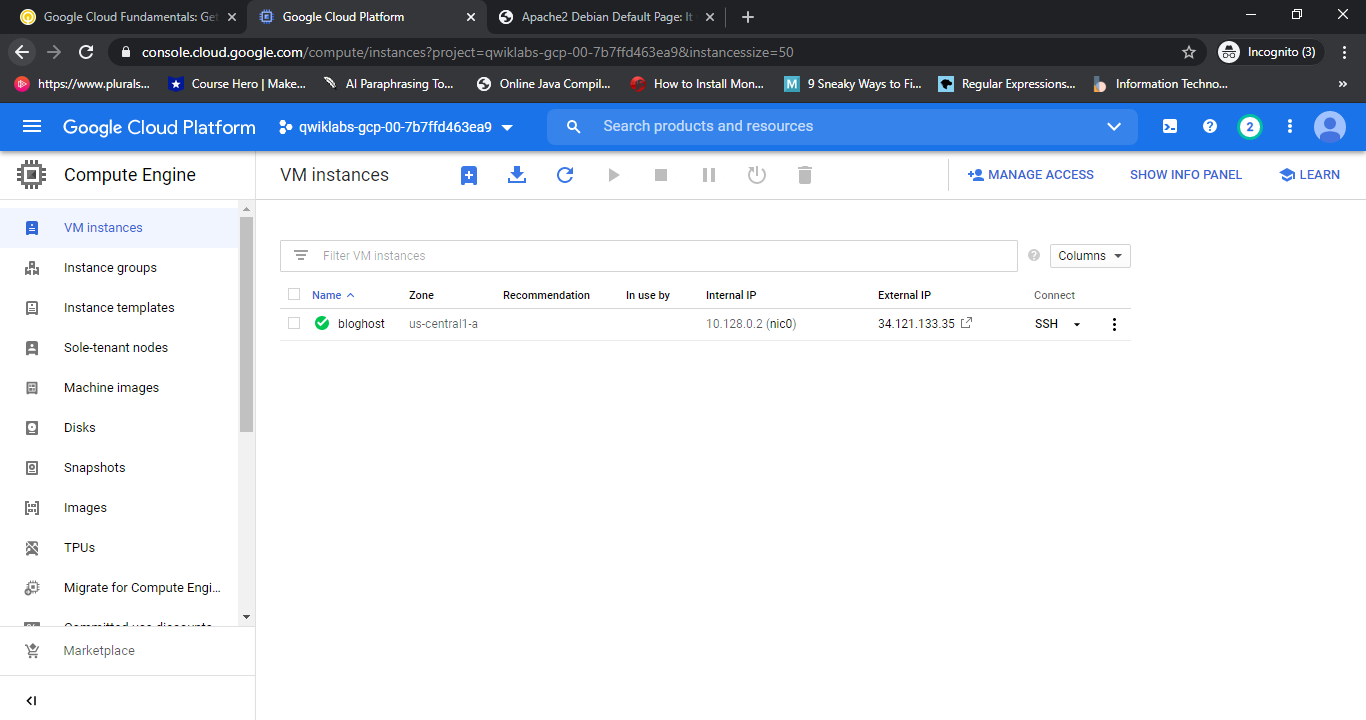 Google Cloud Fundamentals: Get
Google Cloud Platform
Apache2 Debian Default Page: It
console.cloud.google.com/compute/instances?project=qwiklabs-gcp-00-7b7ffd463ea9&instancessize=50
Incognito (3)
https://www.plurals...
Course Hero | Make...
AI Paraphrasing To...
Online Java Compil...
How to Install Mon...
M 9 Sneaky Ways to Fi...
Regular Expressions...
Information Techno...
»
Google Cloud Platform
qwiklabs-gcp-00-7b7ffd463ea9
Search products and resources
2
Compute Engine
VM instances
MANAGE ACCESS
SHOW INFO PANEL
LEARN
VM instances
Instance groups
Instance templates
Sole-tenant nodes
Machine images
Disks
Snapshots
Images
TPUs
Migrate for Compute Engi...
Committed use discounts
Marketplace
Filter VM instances
Columns
Name Zone Recommendation In use by Internal IP External IP Connect
bloghost us-central1-a 10.128.0.2 (nic0) 34.121.133.35 SSH